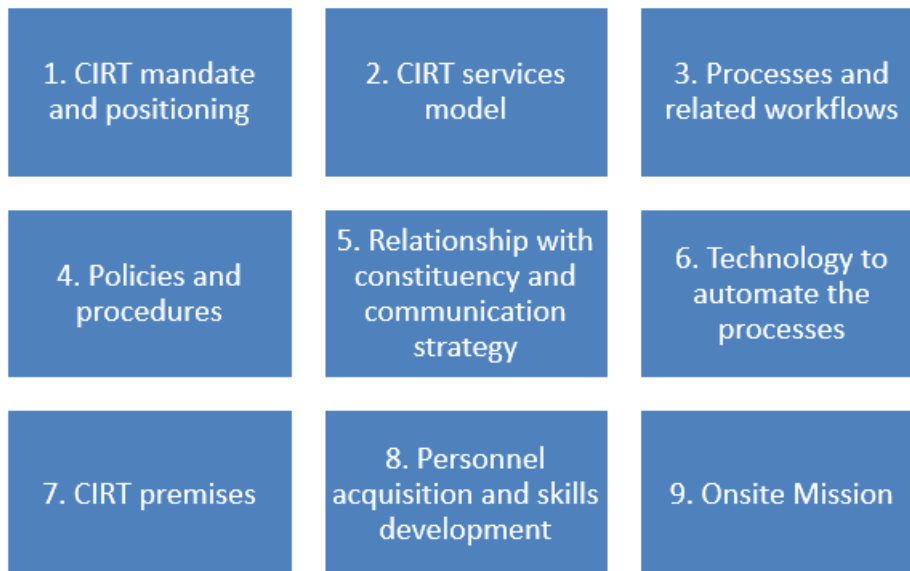 1. CIRT mandate
and positioning
2. CIRT services
model
3. Processes and
related workflows
4. Policies and
procedures
5. Relationship with
constituency and
communication
strategy
6. Technology to
automate the
processes
7. CIRT premises
8. Personnel
acquisition and skills
development
9. Onsite Mission